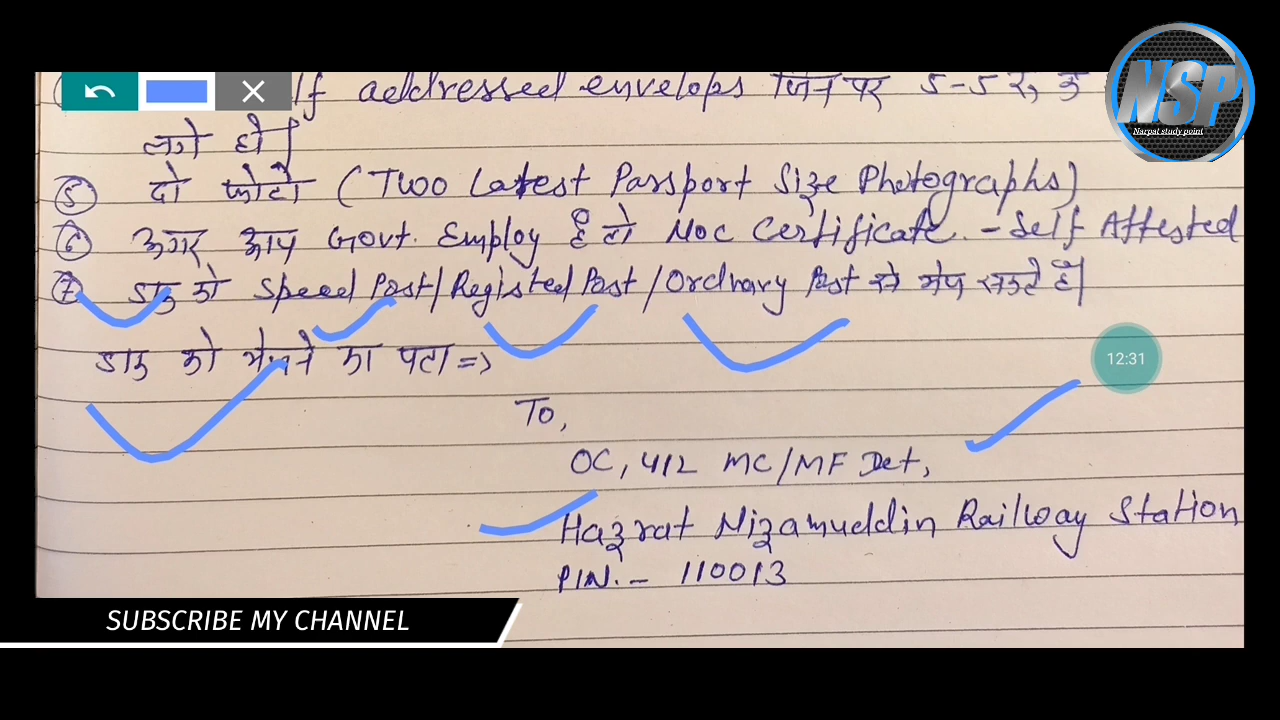 lf addressed envelops जिन पर 5-5 रु, के
लगे हो।
⑤ दो फोटो (Two Latest Passport Size Photographs)
⑥ अगर आप Govt. Employ है तो Noc Certificate. - Self Attested
⑦ डाक को Speed Post/Registered Post/Ordnary Post से भेज सकते है।
डाक को भेजने का पता =>
To,
OC, 412 MC/MF Det,
Hazrat Nizamuddin Railway Station
PIN. - 110013
NSP
Narpat study point
12:31
SUBSCRIBE MY CHANNEL